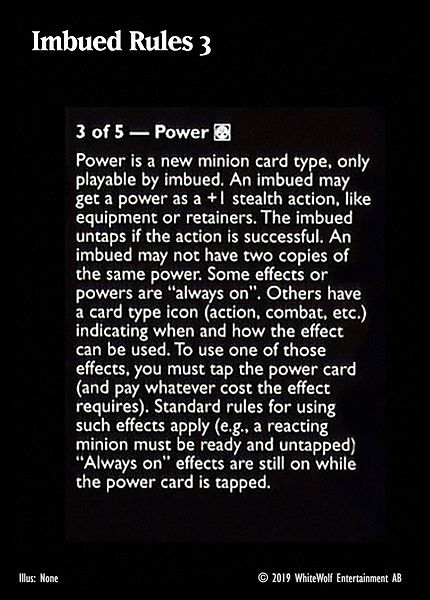 Imbued Rules 3
3 of 5 — Power
Power is a new minion card type, only
playable by imbued. An imbued may
get a power as a +1 stealth action, like
equipment or retainers. The imbued
untaps if the action is successful. An
imbued may not have two copies of
the same power. Some effects or
powers are “always on”. Others have
a card type icon (action, combat, etc.)
indicating when and how the effect
can be used. To use one of those
effects, you must tap the power card
(and pay whatever cost the effect
requires). Standard rules for using
such effects apply (e.g., a reacting
minion must be ready and untapped)
“Always on” effects are still on while
the power card is tapped.
Illus: None
© 2019 WhiteWolf Entertainment AB